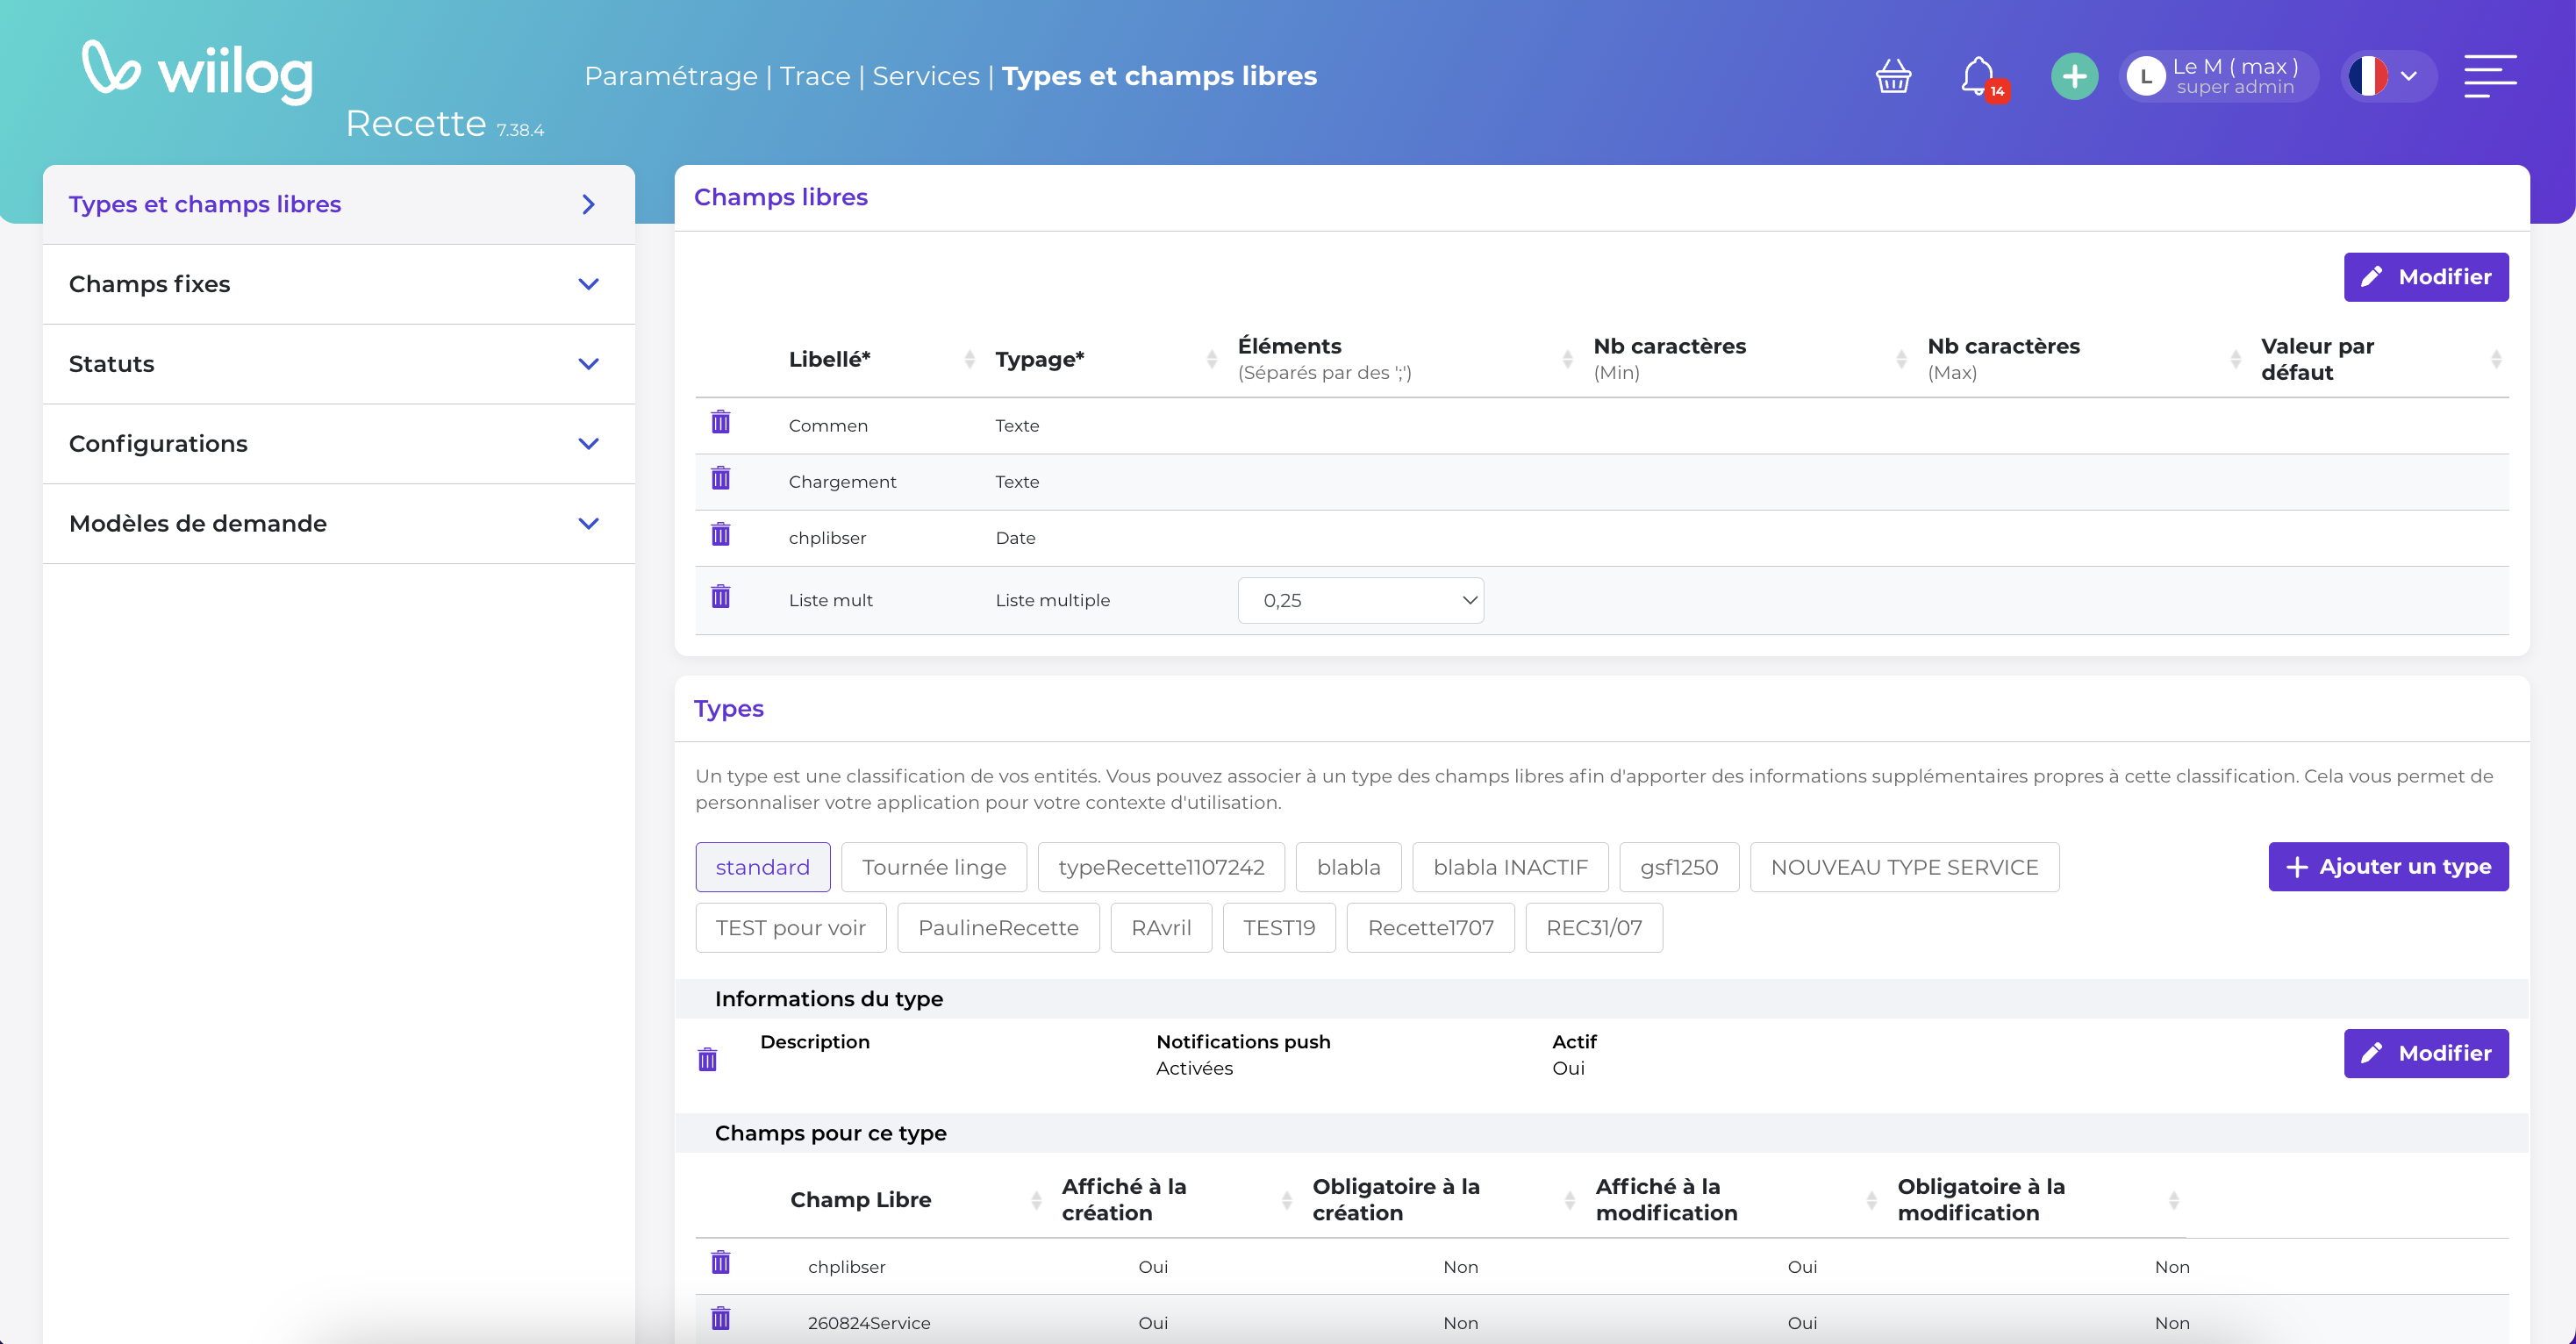 wiilog
Recette 7.38.4
Paramétrage | Trace | Services | Types et champs libres
14
L
Le M ( max )
super admin
Types et champs libres
Champs fixes
Statuts
Configurations
Modèles de demande
Champs libres
Modifier
Libellé* Typage* Éléments (Séparés par des ';') Nb caractères (Min) Nb caractères (Max) Valeur par défaut
Commen Texte
Chargement Texte
chplibser Date
Liste mult Liste multiple 0,25
Types
Un type est une classification de vos entités. Vous pouvez associer à un type des champs libres afin d'apporter des informations supplémentaires propres à cette classification. Cela vous permet de
personnaliser votre application pour votre contexte d'utilisation.
standard Tournée linge typeRecette1107242 blabla blabla INACTIF gsf1250 NOUVEAU TYPE SERVICE Ajouter un type
TEST pour voir PaulineRecette RAvril TEST19 Recette1707 REC31/07
Informations du type
Description Notifications push Actif
Activées Oui
Modifier
Champs pour ce type
Champ Libre Affiché à la création Obligatoire à la création Affiché à la modification Obligatoire à la modification
chplibser Oui Non Oui Non
260824Service Oui Non Oui Non